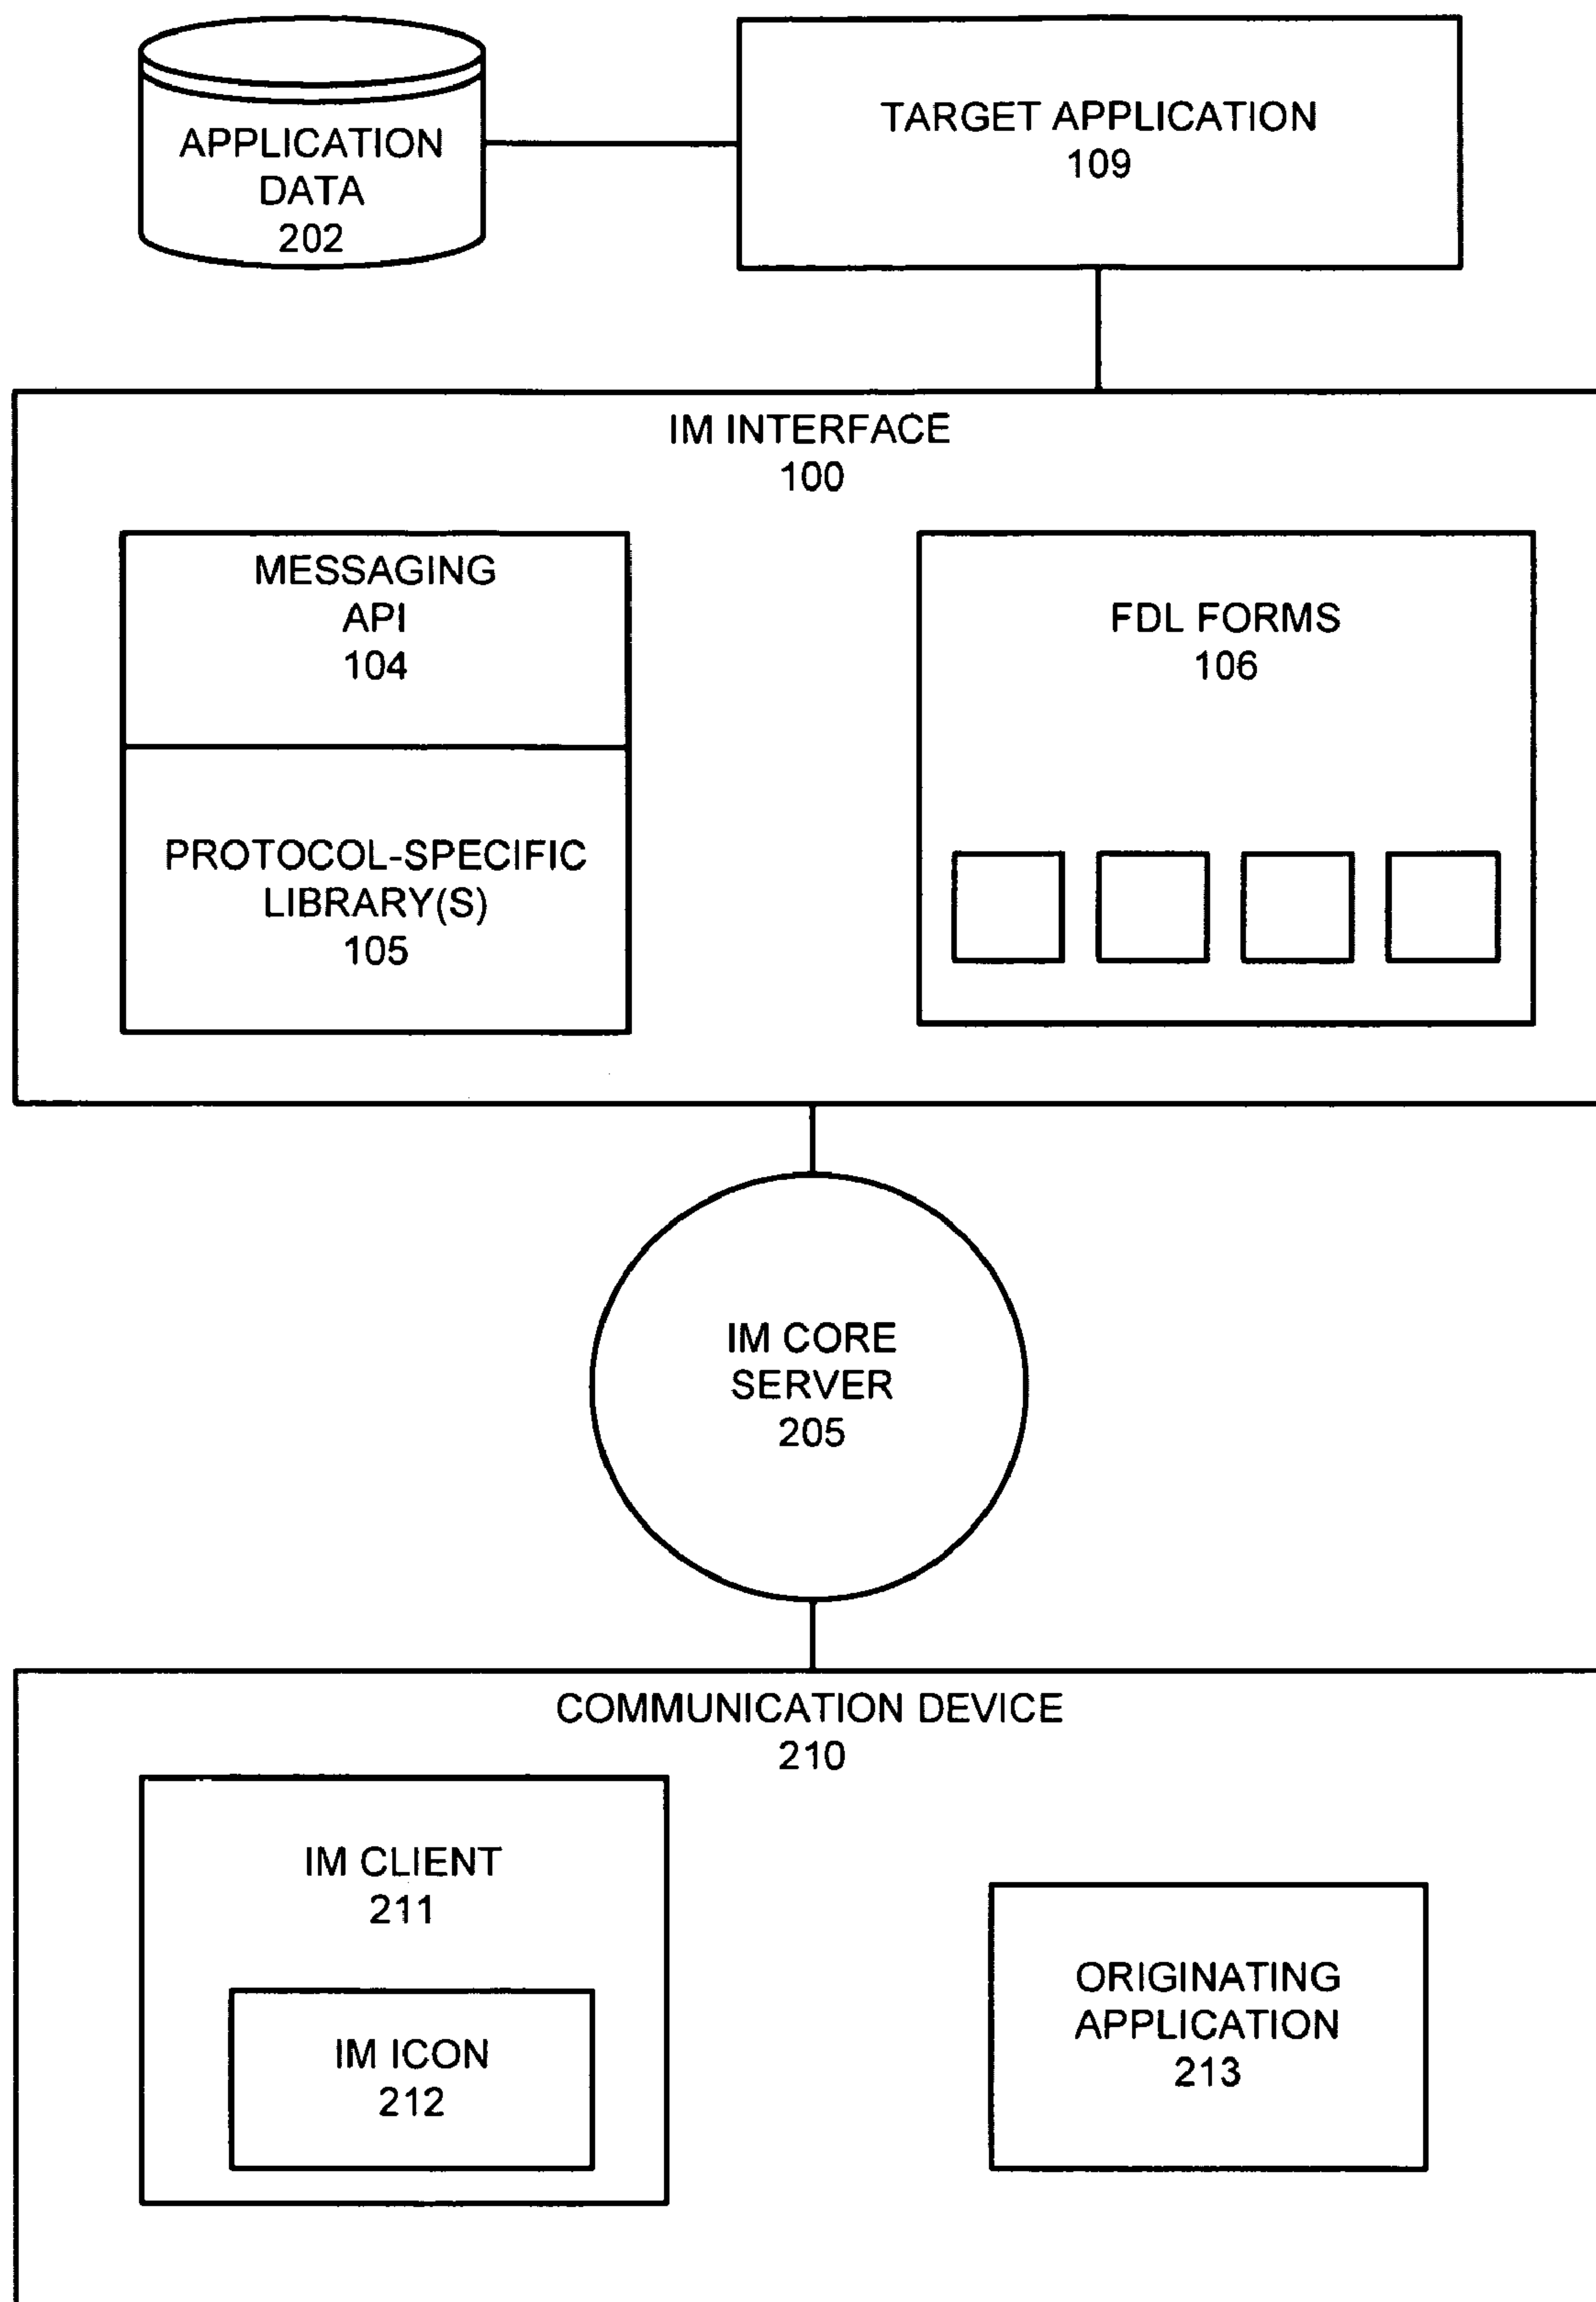 APPLICATION
DATA
202
TARGET APPLICATION
109
IM INTERFACE
100
MESSAGING
API
104
PROTOCOL-SPECIFIC
LIBRARY(S)
105
FDL FORMS
106
IM CORE
SERVER
205
COMMUNICATION DEVICE
210
IM CLIENT
211
IM ICON
212
ORIGINATING
APPLICATION
213